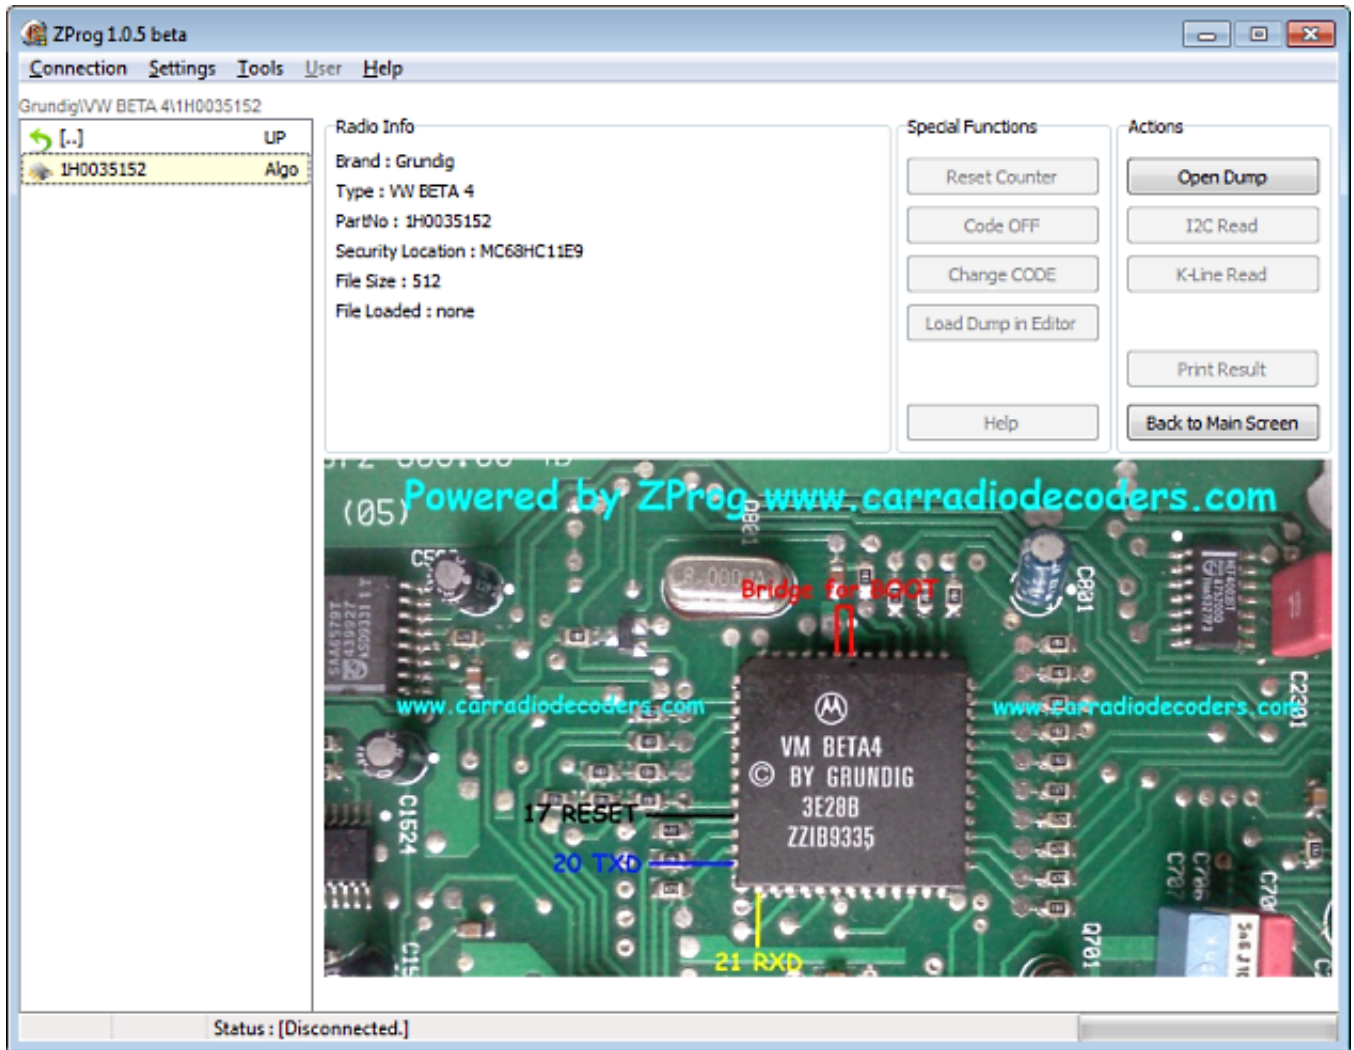 ZProg 1.0.5 beta
Connection Settings Tools User Help
Grundig\VW BETA 4\1H0035152
[..] UP
1H0035152 Algo
Radio Info
Brand : Grundig
Type : VW BETA 4
PartNo : 1H0035152
Security Location : MC68HC11E9
File Size : 512
File Loaded : none
Special Functions
Reset Counter
Code OFF
Change CODE
Load Dump in Editor
Help
Actions
Open Dump
I2C Read
K-Line Read
Print Result
Back to Main Screen
(05)
Powered by ZProg www.carradiodecoders.com
Bridge for BOOT
C801
SAA6579T
C2301
www.carradiodecoders.com
www.carradiodecoders.com
VM BETA4
© BY GRUNDIG
3E28B
ZZIB9335
17 RESET
20 TXD
21 RXD
C1524
Q701
Status : [Disconnected.]